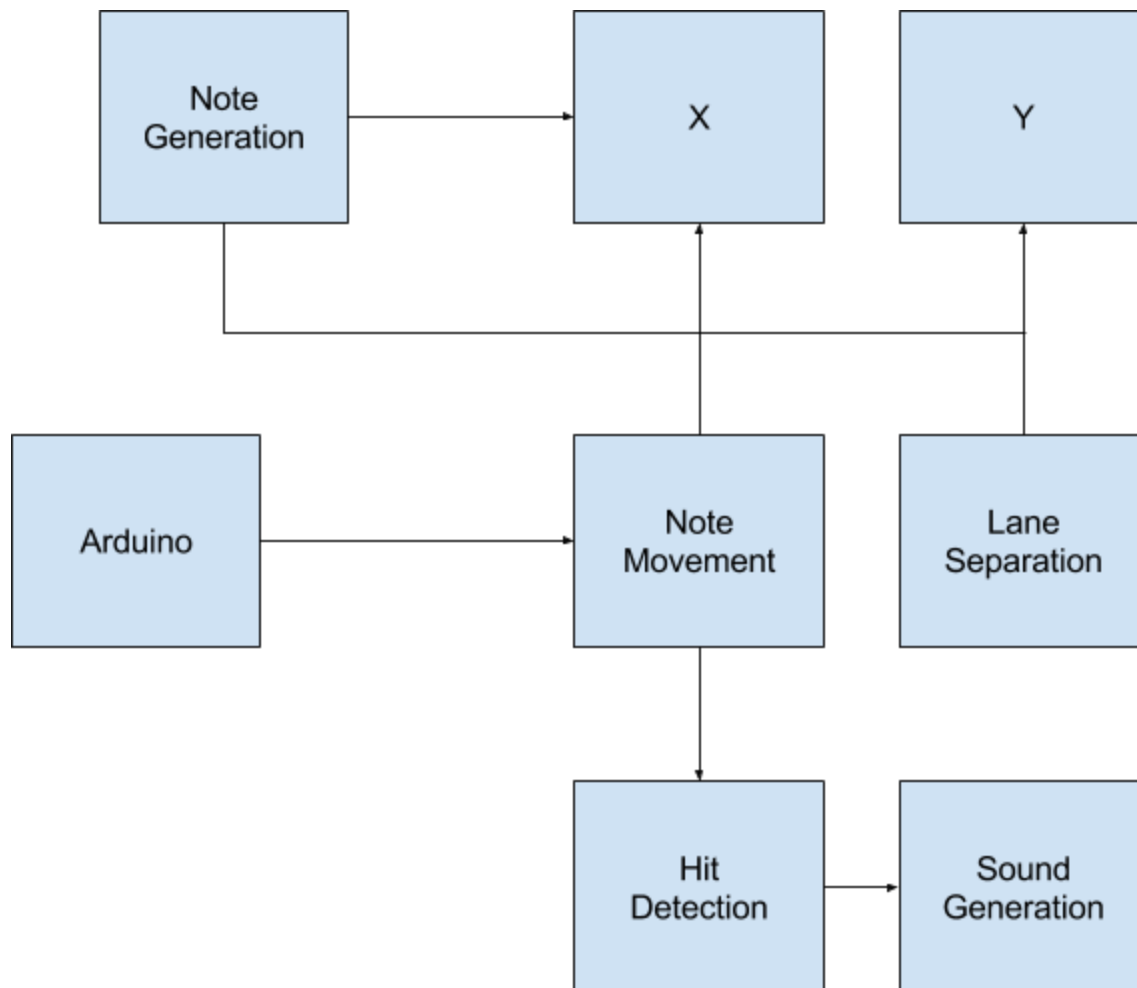 Note
Generation
X
Y
Arduino
Note
Movement
Lane
Separation
Hit
Detection
Sound
Generation